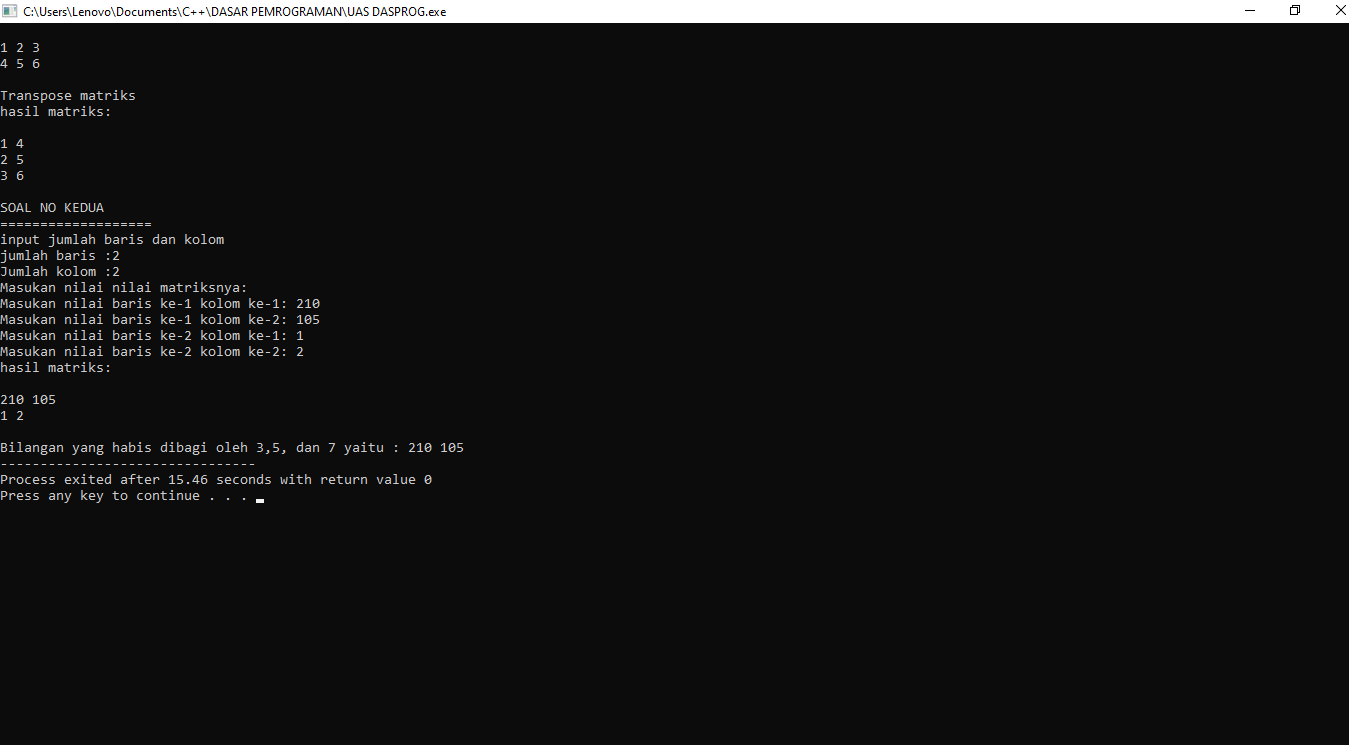 C:\Users\Lenovo\Documents\C++\DASAR PEMROGRAMAN\UAS DASPROG.exe
1 2 3
4 5 6
Transpose matriks
hasil matriks:
1 4
2 5
3 6
SOAL NO KEDUA
===================
input jumlah baris dan kolom
jumlah baris :2
Jumlah kolom :2
Masukan nilai nilai matriksnya:
Masukan nilai baris ke-1 kolom ke-1: 210
Masukan nilai baris ke-1 kolom ke-2: 105
Masukan nilai baris ke-2 kolom ke-1: 1
Masukan nilai baris ke-2 kolom ke-2: 2
hasil matriks:
210 105
1 2
Bilangan yang habis dibagi oleh 3,5, dan 7 yaitu : 210 105
--------------------------------
Process exited after 15.46 seconds with return value 0
Press any key to continue . . .